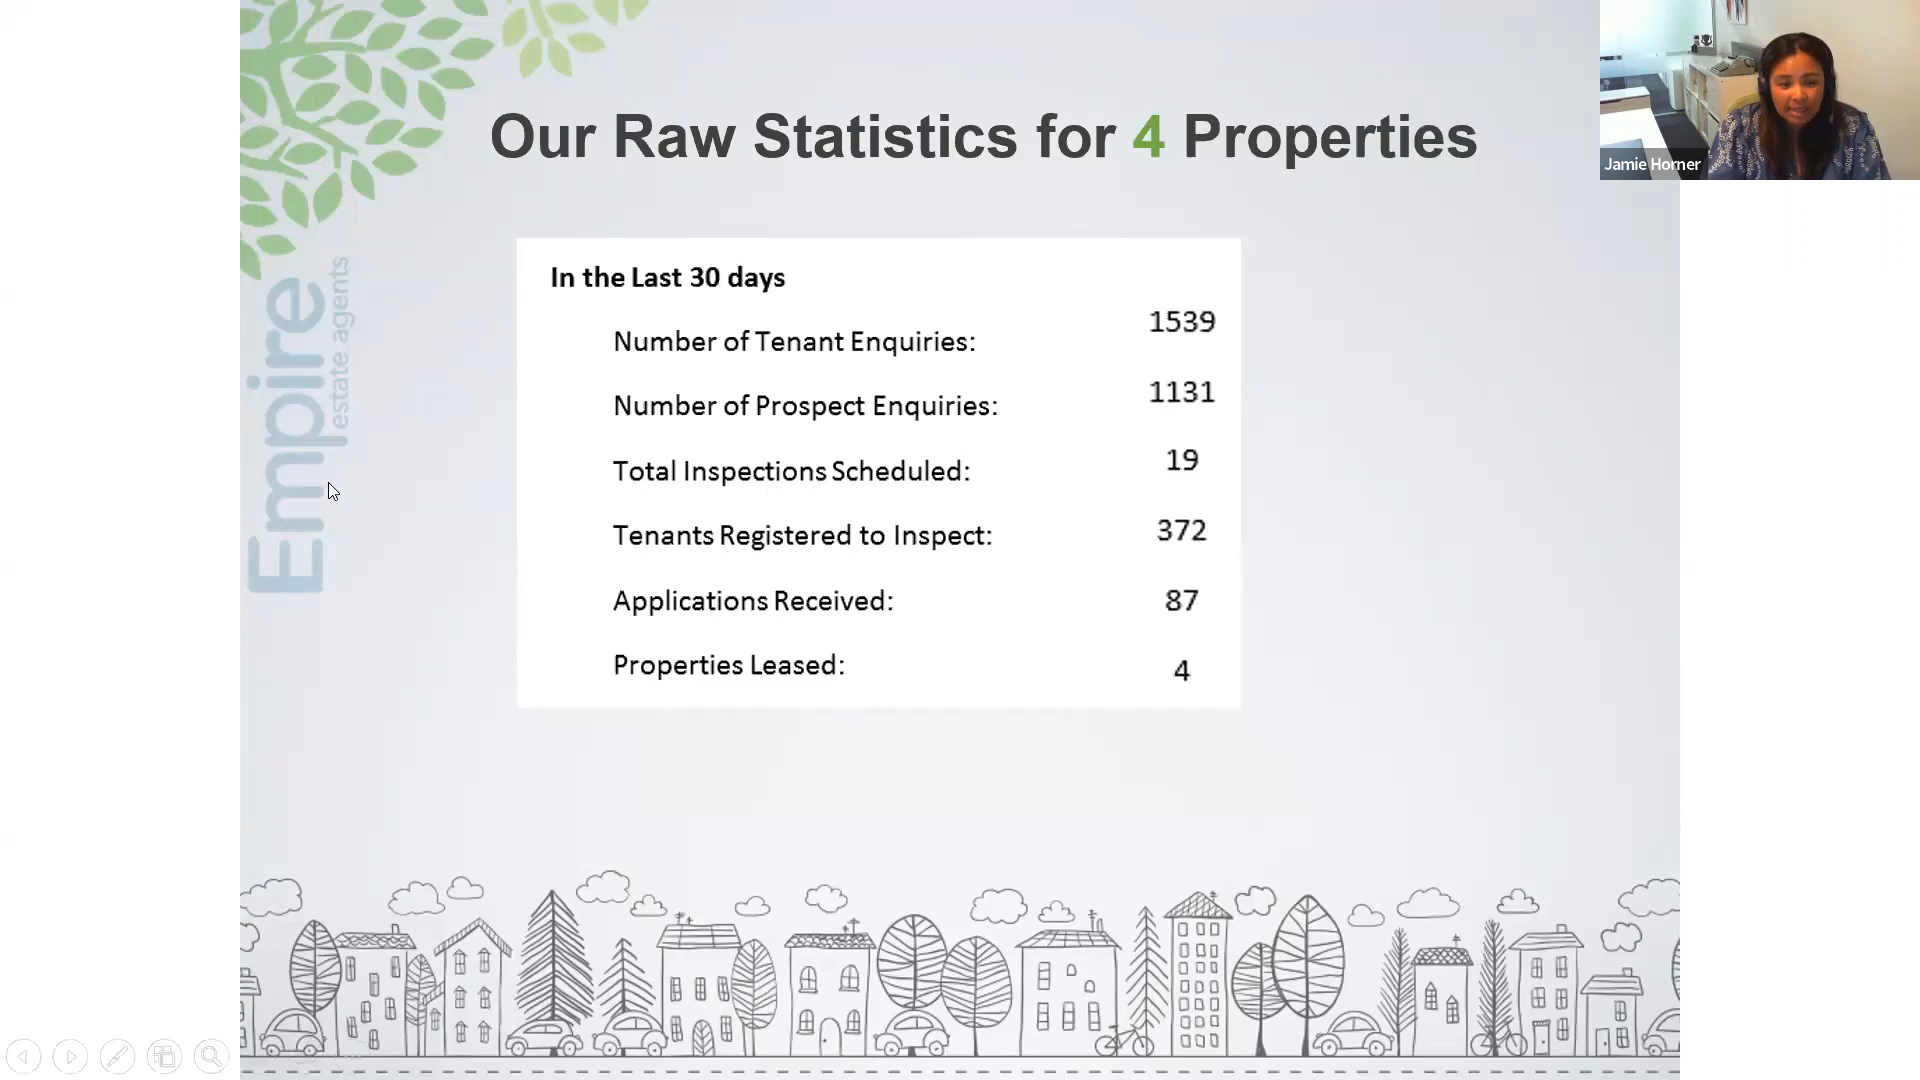 Our Raw Statistics for 4 Properties
Jamie Horner
Empire
estate agents
In the Last 30 days
Number of Tenant Enquiries: 1539
Number of Prospect Enquiries: 1131
Total Inspections Scheduled: 19
Tenants Registered to Inspect: 372
Applications Received: 87
Properties Leased: 4